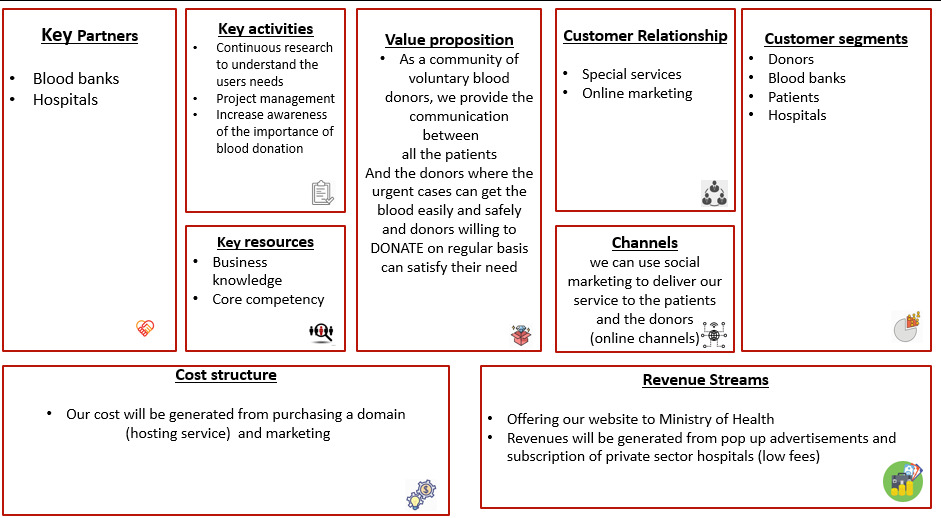 Key Partners
• Blood banks
• Hospitals
Key activities
• Continuous research
to understand the
users needs
• Project management
• Increase awareness
of the importance of
blood donation
Key resources
• Business
knowledge
• Core competency
Value proposition
• As a community of
voluntary blood
donors, we provide the
communication
between
all the patients
And the donors where the
urgent cases can get the
blood easily and safely
and donors willing to
DONATE on regular basis
can satisfy their need
Customer Relationship
• Special services
• Online marketing
Channels
we can use social
marketing to deliver our
service to the patients
and the donors
(online channels)
Customer segments
• Donors
• Blood banks
• Patients
• Hospitals
Cost structure
• Our cost will be generated from purchasing a domain
(hosting service) and marketing
Revenue Streams
• Offering our website to Ministry of Health
• Revenues will be generated from pop up advertisements and
subscription of private sector hospitals (low fees)